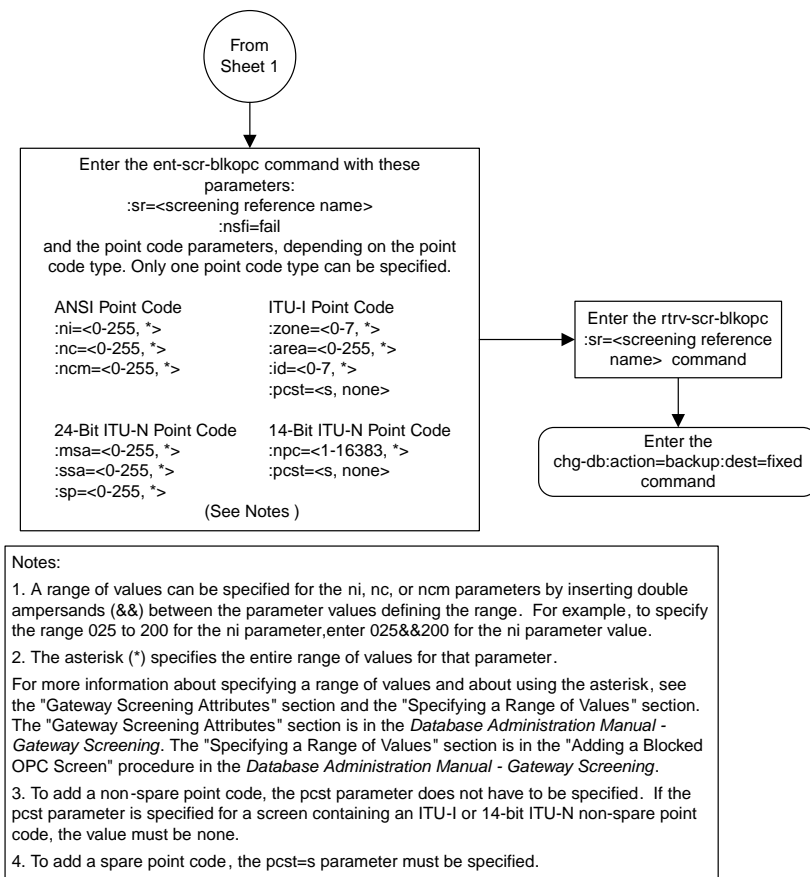 From
Sheet 1
Enter the ent-scr-blkopc command with these
parameters:
:sr=<screening reference name>
:nsfi=fail
and the point code parameters, depending on the point
code type. Only one point code type can be specified.
ANSI Point Code
:ni=<0-255, *>
:nc=<0-255, *>
:ncm=<0-255, *>
ITU-I Point Code
:zone=<0-7, *>
:area=<0-255, *>
:id=<0-7, *>
:pcst=<s, none>
24-Bit ITU-N Point Code
:msa=<0-255, *>
:ssa=<0-255, *>
:sp=<0-255, *>
14-Bit ITU-N Point Code
:npc=<1-16383, *>
:pcst=<s, none>
(See Notes )
Enter the rtrv-scr-blkopc
:sr=<screening reference
name> command
Enter the
chg-db:action=backup:dest=fixed
command
Notes:
1. A range of values can be specified for the ni, nc, or ncm parameters by inserting double
ampersands (&&) between the parameter values defining the range. For example, to specify
the range 025 to 200 for the ni parameter,enter 025&&200 for the ni parameter value.
2. The asterisk (*) specifies the entire range of values for that parameter.
For more information about specifying a range of values and about using the asterisk, see
the "Gateway Screening Attributes" section and the "Specifying a Range of Values" section.
The "Gateway Screening Attributes" section is in the Database Administration Manual -
Gateway Screening. The "Specifying a Range of Values" section is in the "Adding a Blocked
OPC Screen" procedure in the Database Administration Manual - Gateway Screening.
3. To add a non-spare point code, the pcst parameter does not have to be specified. If the
pcst parameter is specified for a screen containing an ITU-I or 14-bit ITU-N non-spare point
code, the value must be none.
4. To add a spare point code, the pcst=s parameter must be specified.